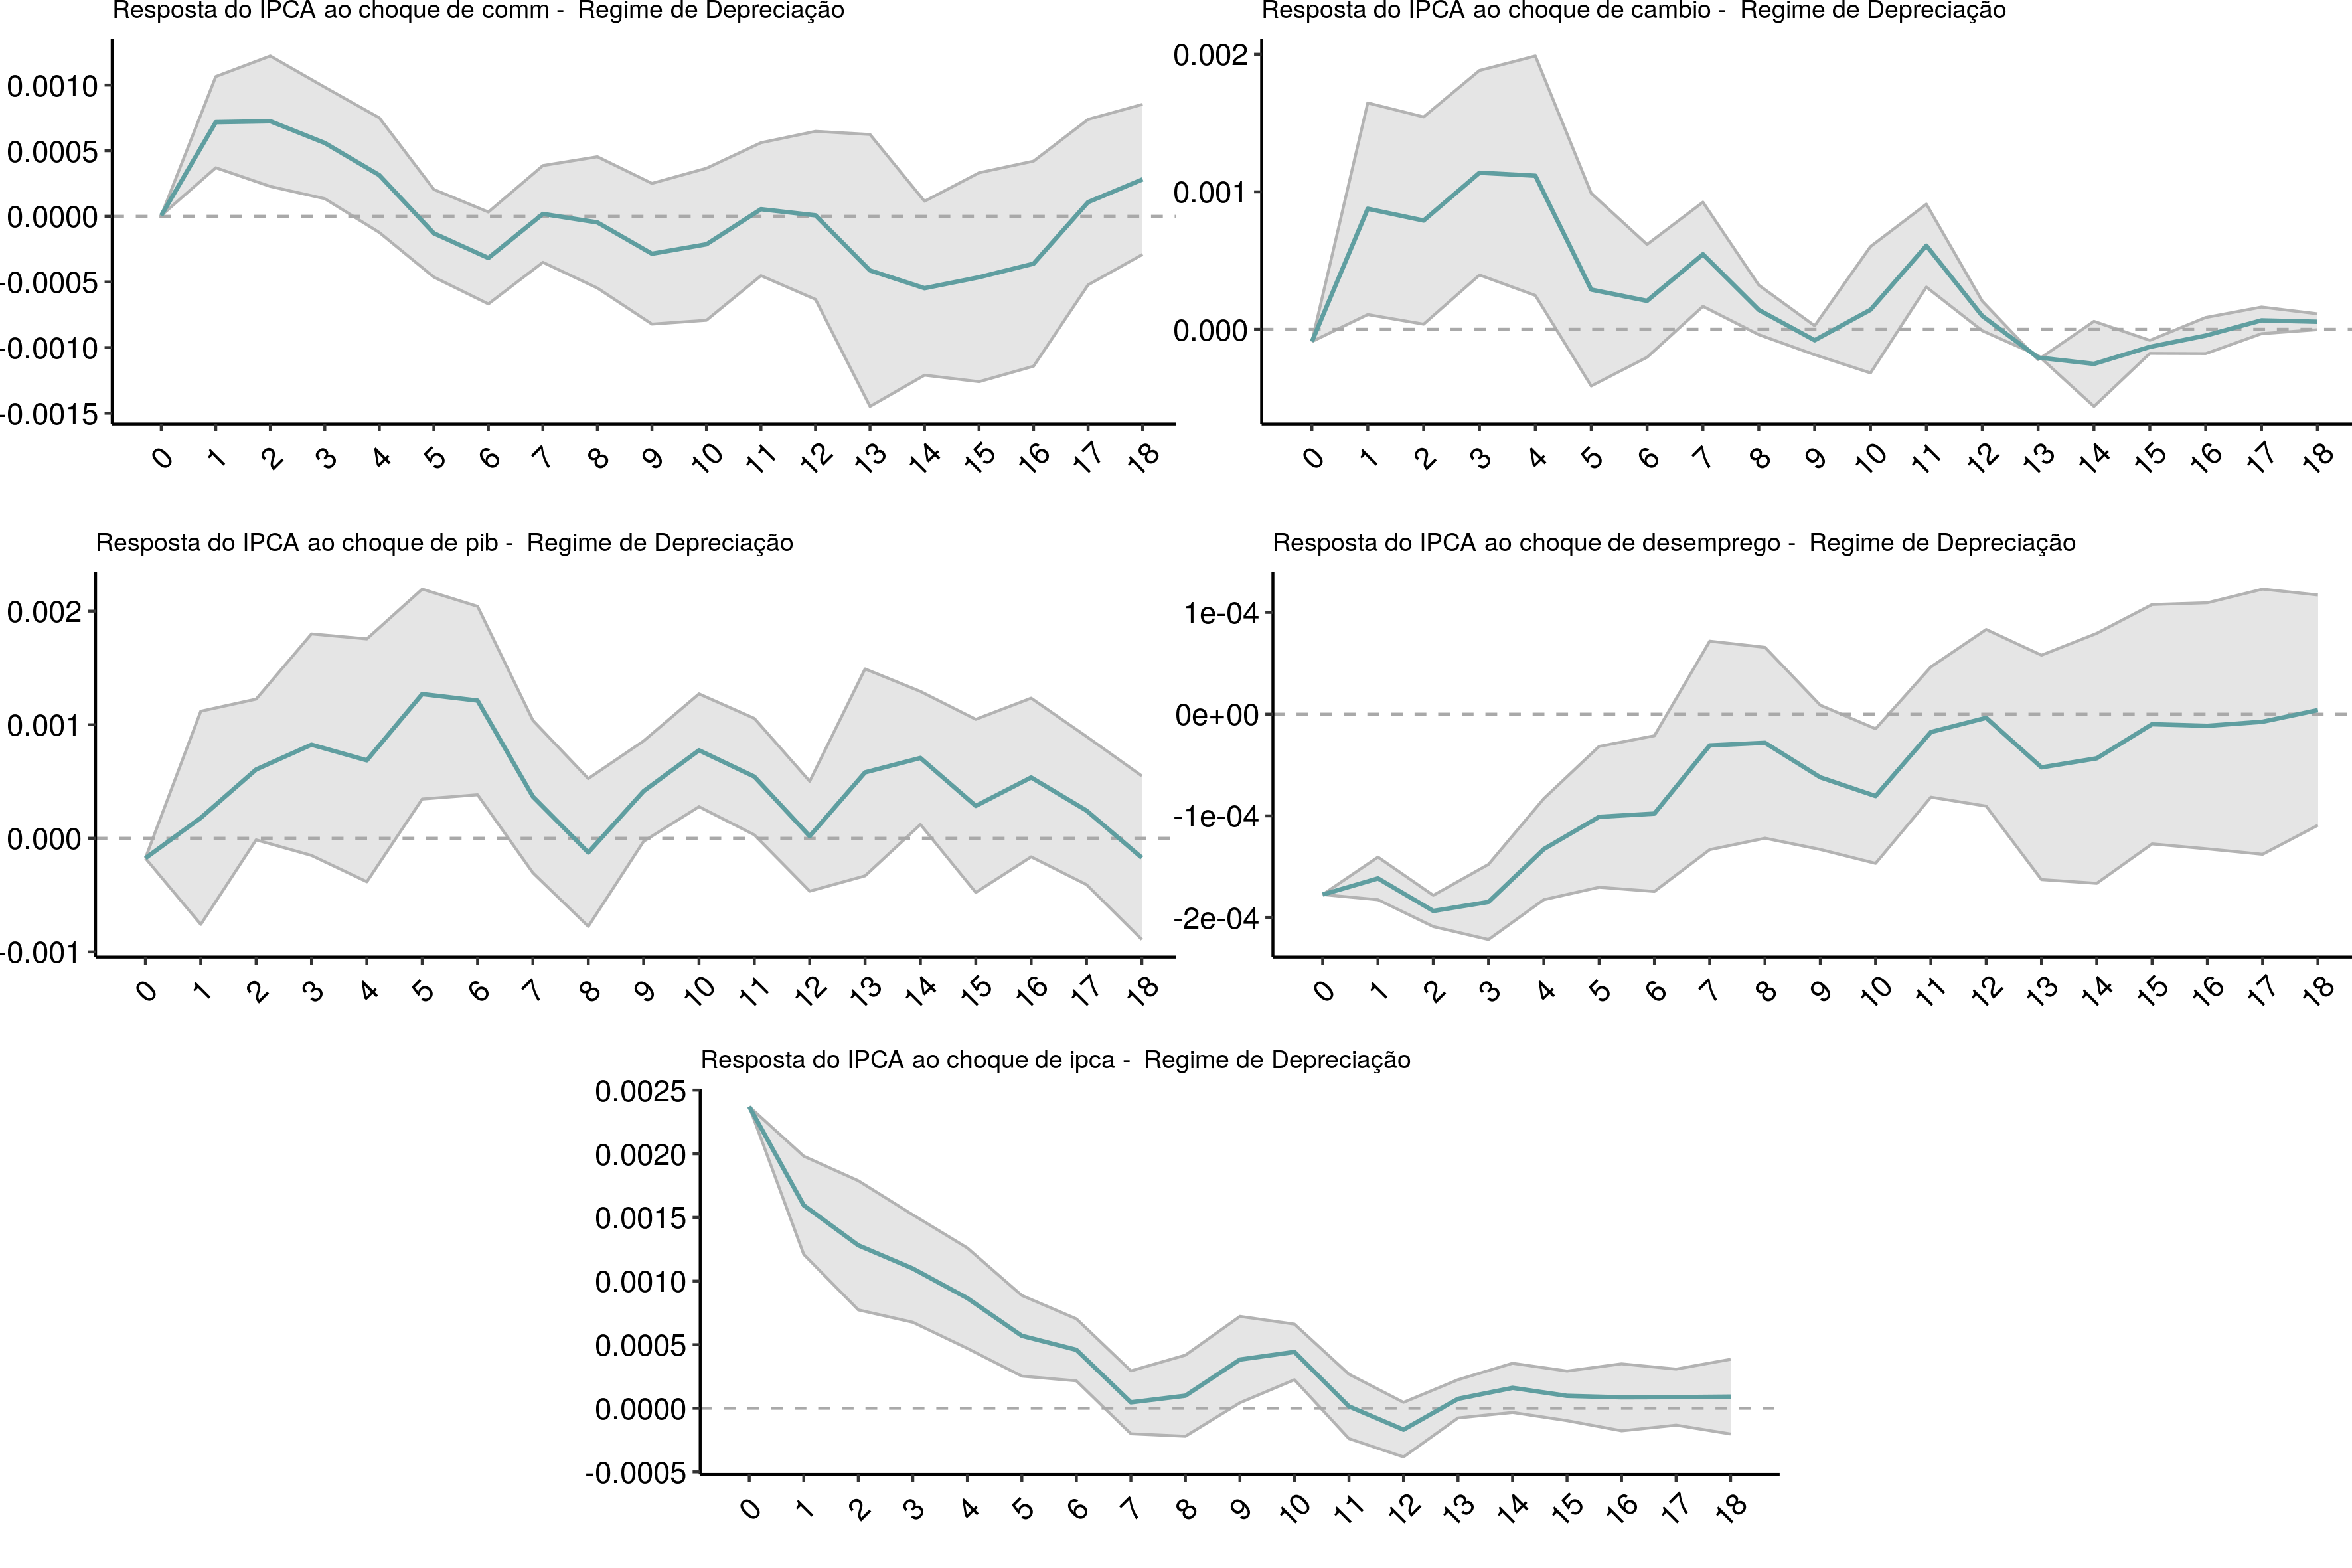 Resposta do IPCA ao choque de comm - Regime de Depreciação
0.0010
0.0005
0.0000
-0.0005
-0.0010
-0.0015
0 1 2 3 4 5 6 7 8 9 10 11 12 13 14 15 16 17 18
Resposta do IPCA ao choque de cambio - Regime de Depreciação
0.002
0.001
0.000
0 1 2 3 4 5 6 7 8 9 10 11 12 13 14 15 16 17 18
Resposta do IPCA ao choque de pib - Regime de Depreciação
0.002
0.001
0.000
-0.001
0 1 2 3 4 5 6 7 8 9 10 11 12 13 14 15 16 17 18
Resposta do IPCA ao choque de desemprego - Regime de Depreciação
1e-04
0e+00
-1e-04
-2e-04
0 1 2 3 4 5 6 7 8 9 10 11 12 13 14 15 16 17 18
Resposta do IPCA ao choque de ipca - Regime de Depreciação
0.0025
0.0020
0.0015
0.0010
0.0005
0.0000
-0.0005
0 1 2 3 4 5 6 7 8 9 10 11 12 13 14 15 16 17 18